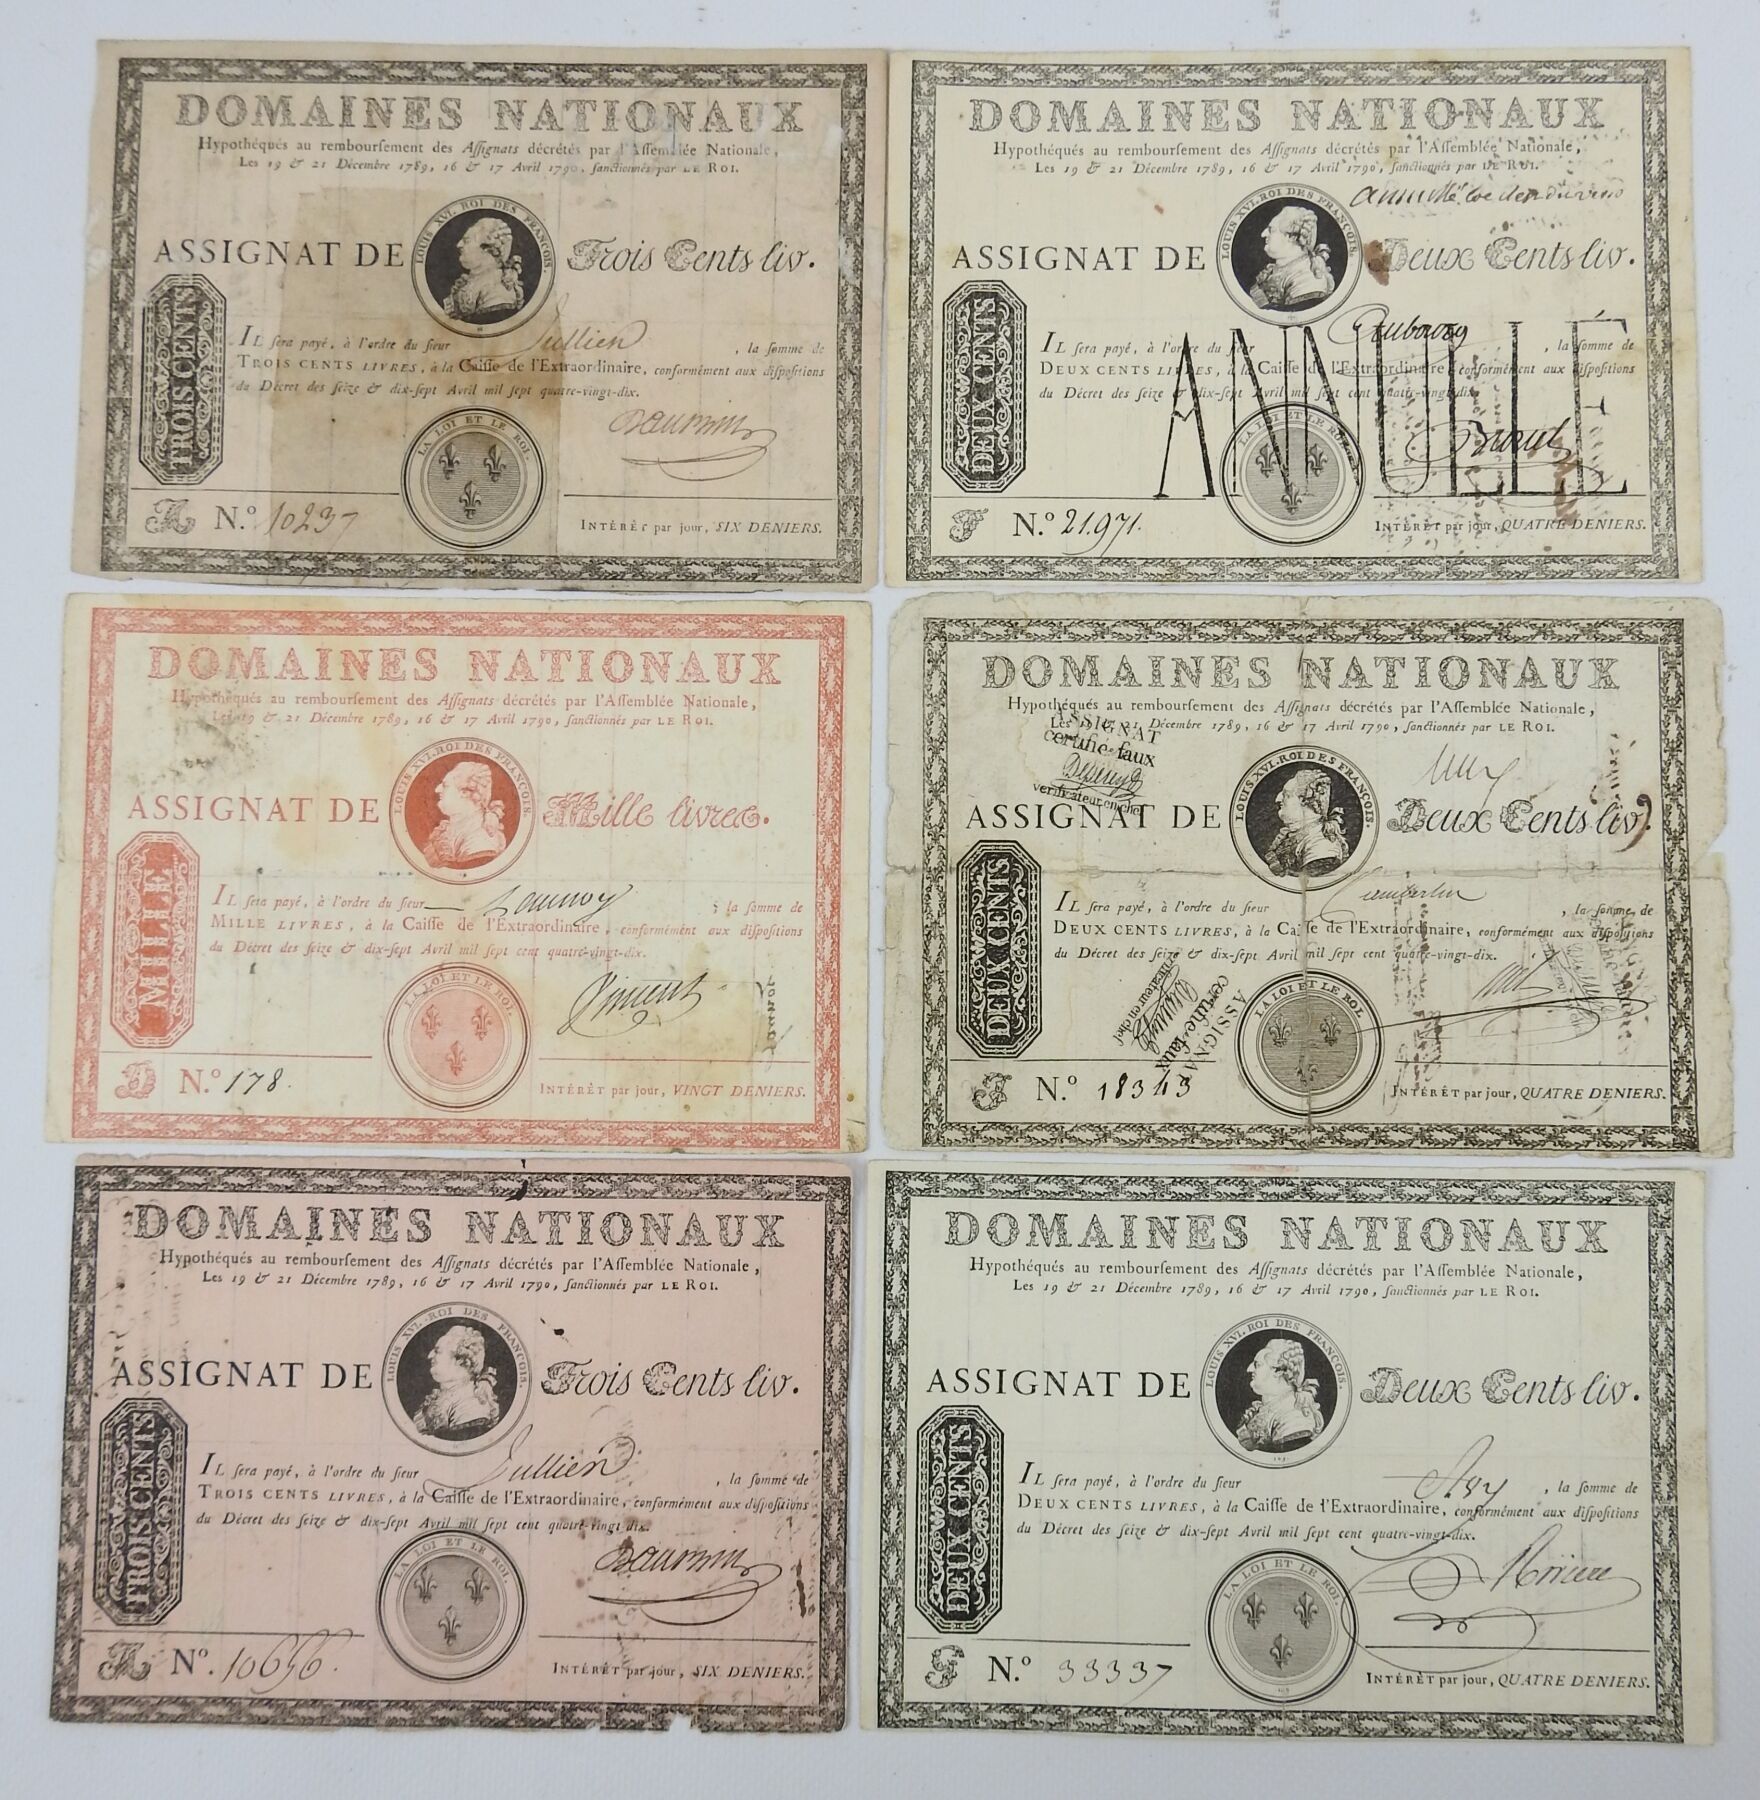 DOMAINES NATIONAUX
Hypothéqués au remboursement des Assignats décrétés par l'Assemblée Nationale,
Les 19 & 21 Décembre 1789, 16 & 17 Avril 1790, sanctionnés par LE ROI.
LOUIS XVI. ROI DES FRANÇOIS.
ASSIGNAT DE Trois Cents liv.
TROIS CENTS
IL sera payé, à l'ordre du sieur Jullien, la somme de
TROIS CENTS LIVRES, à la Caisse de l'Extraordinaire, conformément aux dispositions
du Décret des seize & dix-sept Avril mil sept quatre-vingt-dix.
LA LOI ET LE ROI.
N.º 10237
INTÉRÊT par jour, SIX DENIERS.
DOMAINES NATIONAUX
Hypothéqués au remboursement des Assignats décrétés par l'Assemblée Nationale,
Les 19 & 21 Décembre 1789, 16 & 17 Avril 1790, sanctionnés par LE ROI.
LOUIS XVI. ROI DES FRANÇOIS.
ASSIGNAT DE Deux Cents liv.
DEUX CENTS
IL sera payé, à l'ordre du sieur, la somme de
DEUX CENTS LIVRES, à la Caisse de l'Extraordinaire, conformément aux dispositions
du Décret des seize & dix-sept Avril mil sept cent quatre-vingt-dix.
ANNULLÉ
LA LOI ET LE ROI.
F N.º 21.971.
INTÉRÊT par jour, QUATRE DENIERS.
DOMAINES NATIONAUX
Hypothéqués au remboursement des Assignats décrétés par l'Assemblée Nationale,
Les 19 & 21 Décembre 1789, 16 & 17 Avril 1790, sanctionnés par LE ROI.
LOUIS XVI. ROI DES FRANÇOIS.
ASSIGNAT DE Mille livres.
MILLE
IL sera payé, à l'ordre du sieur Launoy, la somme de
MILLE LIVRES, à la Caisse de l'Extraordinaire, conformément aux dispositions
du Décret des seize & dix-sept Avril mil sept cent quatre-vingt-dix.
Vincent
LA LOI ET LE ROI.
D N.º 178.
INTÉRÊT par jour, VINGT DENIERS.
DOMAINES NATIONAUX
Hypothéqués au remboursement des Assignats décrétés par l'Assemblée Nationale,
Les 19 & 21 Décembre 1789, 16 & 17 Avril 1790, sanctionnés par LE ROI.
ASSIGNAT
certifié faux
vérificateur en chef
LOUIS XVI. ROI DES FRANÇOIS.
ASSIGNAT DE Deux Cents liv.
DEUX CENTS
IL sera payé, à l'ordre du sieur, la somme de
DEUX CENTS LIVRES, à la Caisse de l'Extraordinaire, conformément aux dispositions
du Décret des seize & dix-sept Avril mil sept cent quatre-vingt-dix.
ASSIGNAT
certifié faux
vérificateur en chef
LA LOI ET LE ROI.
N.º 18343
INTÉRÊT par jour, QUATRE DENIERS.
DOMAINES NATIONAUX
Hypothéqués au remboursement des Assignats décrétés par l'Assemblée Nationale,
Les 19 & 21 Décembre 1789, 16 & 17 Avril 1790, sanctionnés par LE ROI.
LOUIS XVI. ROI DES FRANÇOIS.
ASSIGNAT DE Trois Cents liv.
TROIS CENTS
IL sera payé, à l'ordre du sieur Jullien, la somme de
TROIS CENTS LIVRES, à la Caisse de l'Extraordinaire, conformément aux dispositions
du Décret des seize & dix-sept Avril mil sept cent quatre-vingt-dix.
LA LOI ET LE ROI.
Nº. 10656.
INTÉRÊT par jour, SIX DENIERS.
DOMAINES NATIONAUX
Hypothéqués au remboursement des Assignats décrétés par l'Assemblée Nationale,
Les 19 & 21 Décembre 1789, 16 & 17 Avril 1790, sanctionnés par LE ROI.
LOUIS XVI. ROI DES FRANÇOIS.
ASSIGNAT DE Deux Cents liv.
DEUX CENTS
IL sera payé, à l'ordre du sieur, la somme de
DEUX CENTS LIVRES, à la Caisse de l'Extraordinaire, conformément aux dispositions
du Décret des seize & dix-sept Avril mil sept cent quatre-vingt-dix.
LA LOI ET LE ROI.
G N.º 33337
INTÉRÊT par jour, QUATRE DENIERS.